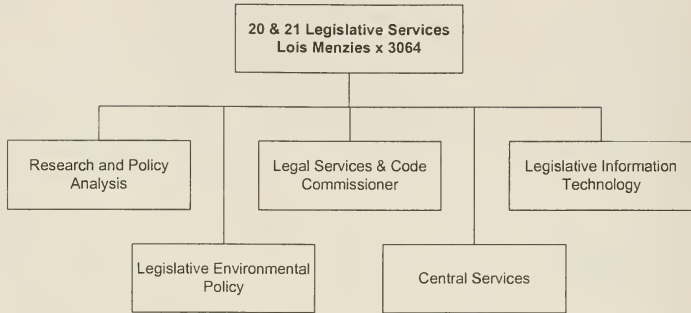 20 & 21 Legislative Services
Lois Menzies x 3064
Research and Policy
Analysis
Legal Services & Code
Commissioner
Legislative Information
Technology
Legislative Environmental
Policy
Central Services